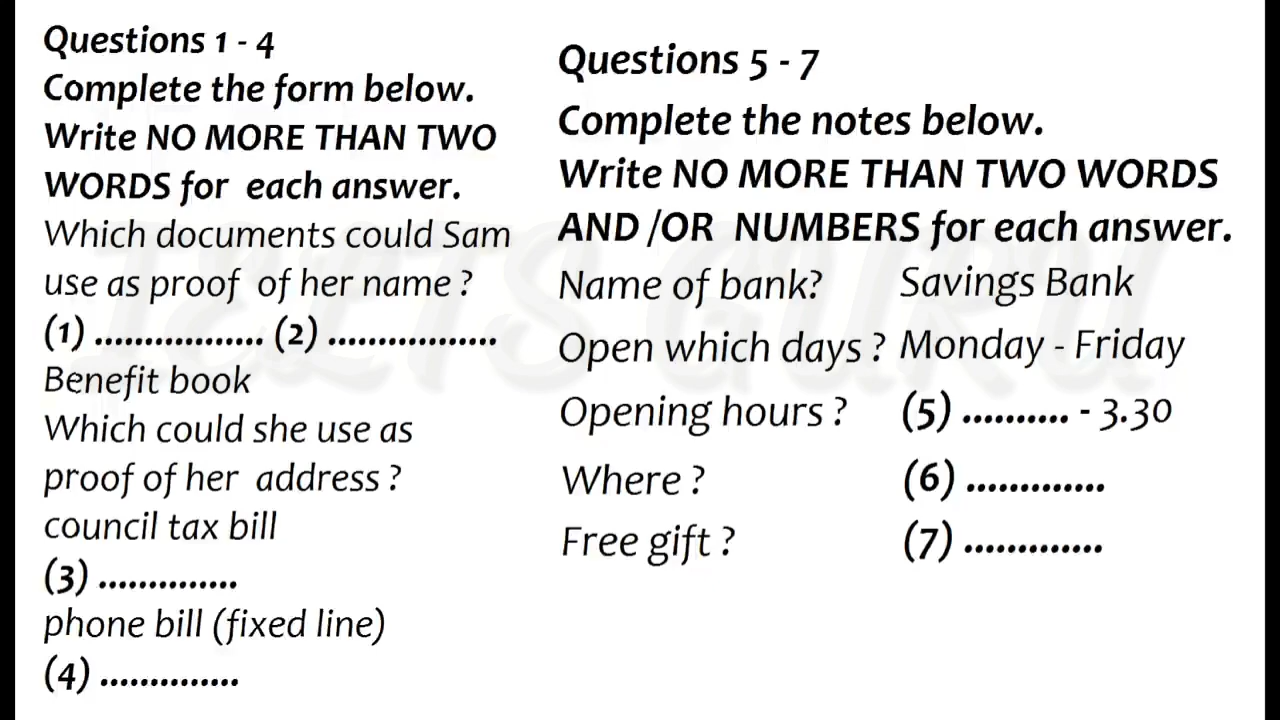 Questions 1 - 4
Complete the form below.
Write NO MORE THAN TWO
WORDS for each answer.
Which documents could Sam
use as proof of her name ?
(1) ................. (2) .................
Benefit book
Which could she use as
proof of her address ?
council tax bill
(3) ..............
phone bill (fixed line)
(4) ..............
Questions 5 - 7
Complete the notes below.
Write NO MORE THAN TWO WORDS
AND /OR NUMBERS for each answer.
Name of bank? Savings Bank
Open which days ? Monday - Friday
Opening hours ? (5) .......... - 3.30
Where ? (6) .............
Free gift ? (7) .............
IELTS GURU